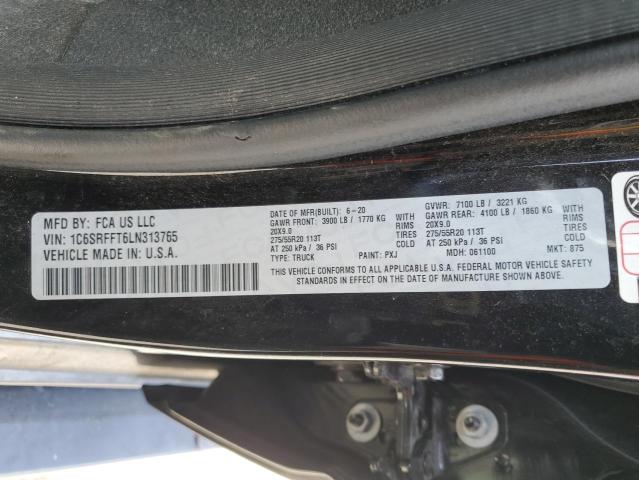 MFD BY: FCA US LLC
VIN: 1C6SRFFT6LN313765
VEHICLE MADE IN: U.S.A.
DATE OF MFR(BUILT): 6-20
GAWR FRONT: 3900 LB / 1770 KG
20X9.0 RIMS
275/55R20 113T TIRES
AT 250 kPa / 36 PSI
TYPE: TRUCK PAINT: PXJ
GVWR: 7100 LB / 3221 KG
GAWR REAR: 4100 LB / 1860 KG
20X9.0 RIMS
275/55R20 113T TIRES
AT 250 kPa / 36 PSI
MDH: 061100 MKT: 875
THIS VEHICLE CONFORMS TO ALL APPLICABLE U.S.A. FEDERAL MOTOR VEHICLE SAFETY
STANDARDS IN EFFECT ON THE DATE OF MANUFACTURE SHOWN ABOVE.